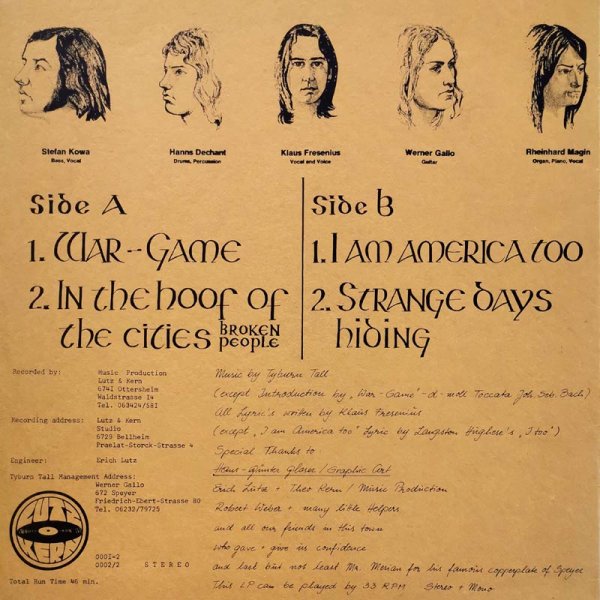 Stefan Kowa
Bass, Vocal
Hanns Dechant
Drums, Percussion
Klaus Fresenius
Vocal and Voice
Werner Gallo
Guitar
Rheinhard Magin
Organ, Piano, Vocal
Side A
1. War--Game
2. In the hoof of
the cities BROKEN PEOPLE
Side B
1. I am america too
2. Strange days
hiding
Recorded by: Music Production
Lutz & Kern
6741 Ottersheim
Waldstrasse 14
Tel. 063424/581
Recording address: Lutz & Kern
Studio
6729 Bellheim
Praelat-Storck-Strasse 4
Engineer: Erich Lutz
Tyburn Tall Management Address:
Werner Gallo
672 Speyer
Friedrich-Ebert-Strasse 80
Tel. 06232/79725
LUTZ
KERN
0001-2
0002/2 STEREO
Total Run Time 46 min.
Music by Tyburn Tall
(except Introduction by "War-Game" -d-moll Toccata Joh. Seb. Bach)
All Lyric's writen by Klaus Fresenius
(except "I am America too" Lyric by Langston Hughere's "I too")
Special Thanks to:
Hans-Günter Glaser / Graphic Art
Erich Lutz + Theo Kern / Music Production
Robert Weber + many little Helpers
and all our friends in this town
who gave + give us confidence
and last but not least Mr. Merian for his famous copperplate of Speyer
This LP can be played by 33 RPM Stereo + Mono